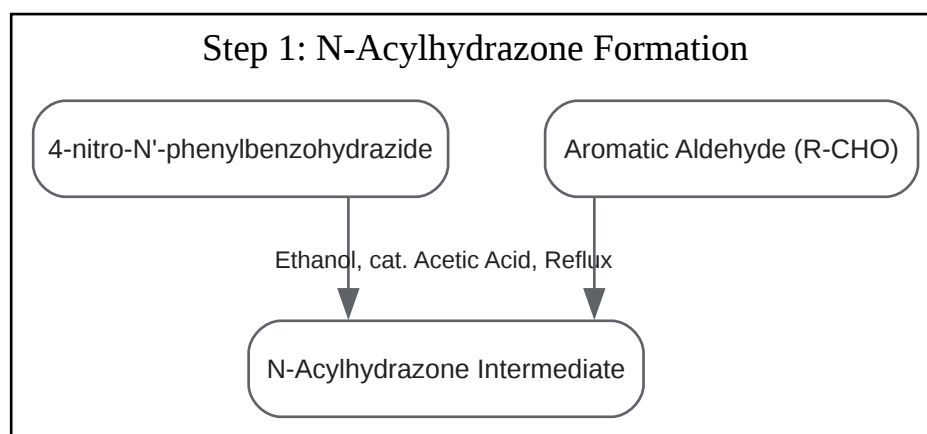 Step 1: N-Acylhydrazone Formation
4-nitro-N'-phenylbenzohydrazide
Aromatic Aldehyde (R-CHO)
Ethanol, cat. Acetic Acid, Reflux
N-Acylhydrazone Intermediate